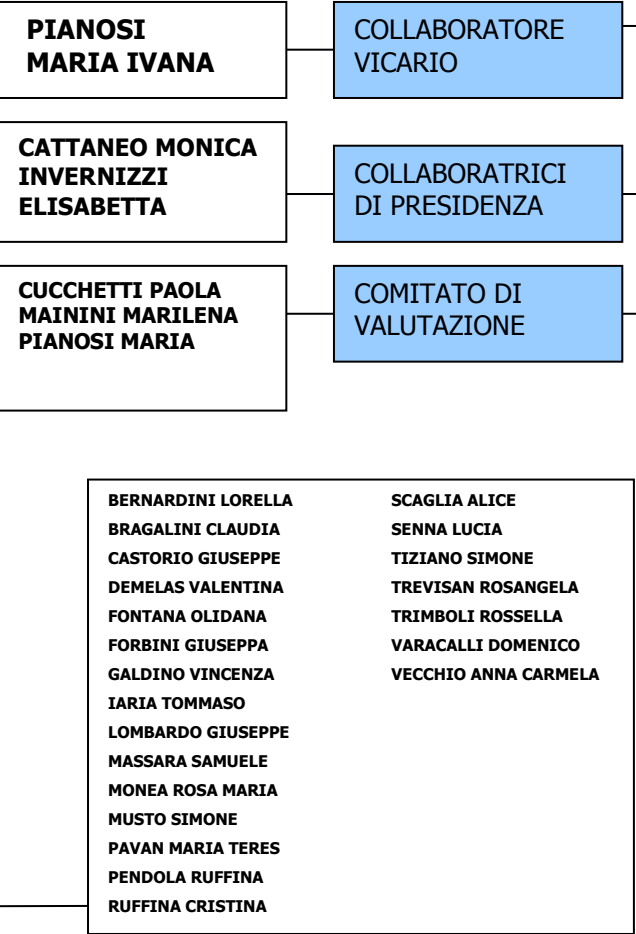 PIANOSI
MARIA IVANA
COLLABORATORE
VICARIO
CATTANEO MONICA
INVERNIZZI
ELISABETTA
COLLABORATRICI
DI PRESIDENZA
CUCCHETTI PAOLA
MAININI MARILENA
PIANOSI MARIA
COMITATO DI
VALUTAZIONE
BERNARDINI LORELLA
BRAGALINI CLAUDIA
CASTORIO GIUSEPPE
DEMELAS VALENTINA
FONTANA OLIDANA
FORBINI GIUSEPPA
GALDINO VINCENZA
IARIA TOMMASO
LOMBARDO GIUSEPPE
MASSARA SAMUELE
MONEA ROSA MARIA
MUSTO SIMONE
PAVAN MARIA TERES
PENDOLA RUFFINA
RUFFINA CRISTINA
SCAGLIA ALICE
SENNA LUCIA
TIZIANO SIMONE
TREVISAN ROSANGELA
TRIMBOLI ROSSELLA
VARACALLI DOMENICO
VECCHIO ANNA CARMELA